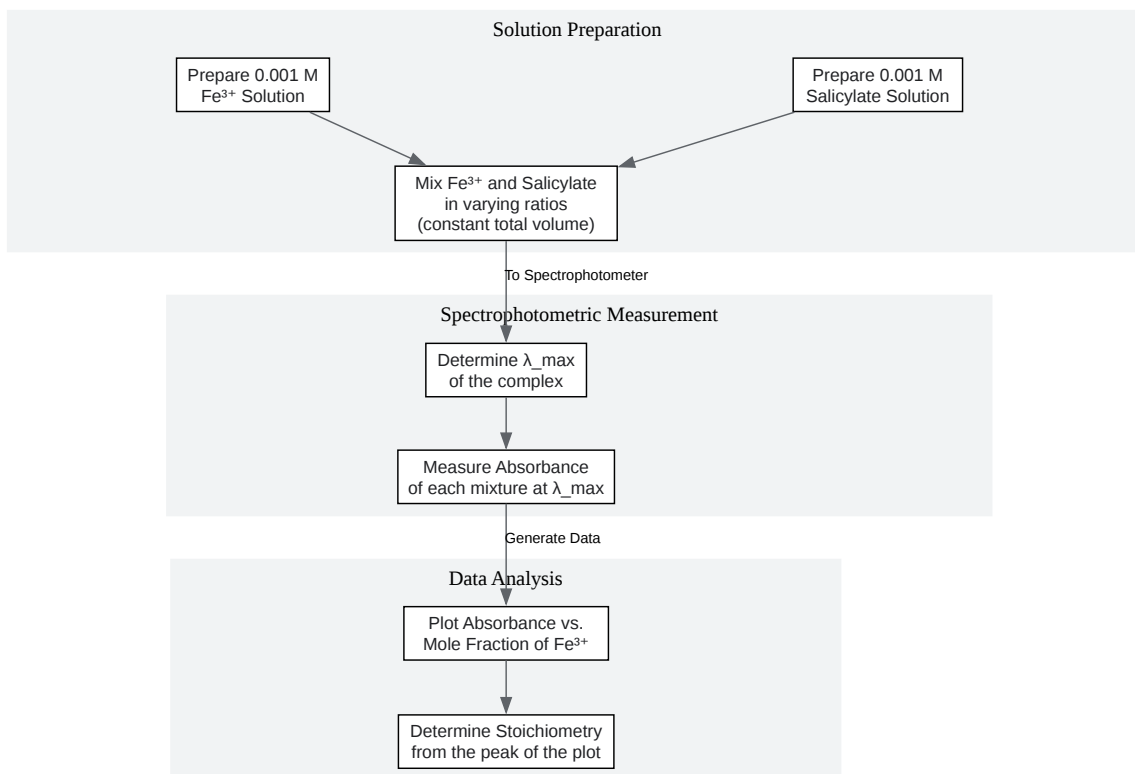 Solution Preparation
Prepare 0.001 M
Fe³⁺ Solution
Prepare 0.001 M
Salicylate Solution
Mix Fe³⁺ and Salicylate
in varying ratios
(constant total volume)
To Spectrophotometer
Spectrophotometric Measurement
Determine λ_max
of the complex
Measure Absorbance
of each mixture at λ_max
Generate Data
Data Analysis
Plot Absorbance vs.
Mole Fraction of Fe³⁺
Determine Stoichiometry
from the peak of the plot